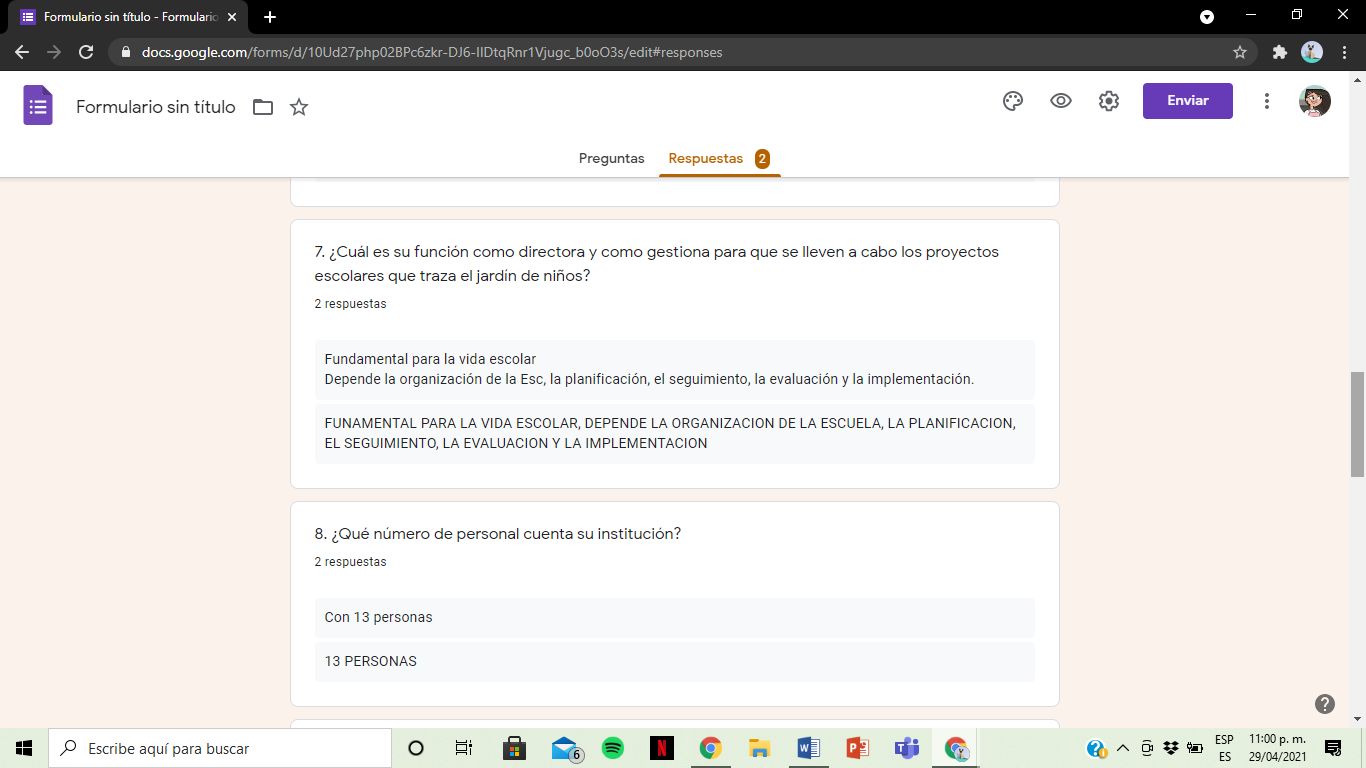 Formulario sin título - Formulario
docs.google.com/forms/d/10Ud27php02BPc6zkr-DJ6-IIDtqRnr1Vjugc_b0oO3s/edit#responses
Formulario sin título
Enviar
Preguntas
Respuestas 2
7. ¿Cuál es su función como directora y como gestiona para que se lleven a cabo los proyectos
escolares que traza el jardín de niños?
2 respuestas
Fundamental para la vida escolar
Depende la organización de la Esc, la planificación, el seguimiento, la evaluación y la implementación.
FUNAMENTAL PARA LA VIDA ESCOLAR, DEPENDE LA ORGANIZACION DE LA ESCUELA, LA PLANIFICACION,
EL SEGUIMIENTO, LA EVALUACION Y LA IMPLEMENTACION
8. ¿Qué número de personal cuenta su institución?
2 respuestas
Con 13 personas
13 PERSONAS
Escribe aquí para buscar
6
ESP
ES
11:00 p. m.
29/04/2021